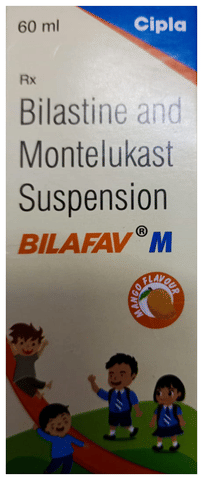 60 ml
Cipla
Rx
Bilastine and
Montelukast
Suspension
BILAFAV® M
MANGO FLAVOUR